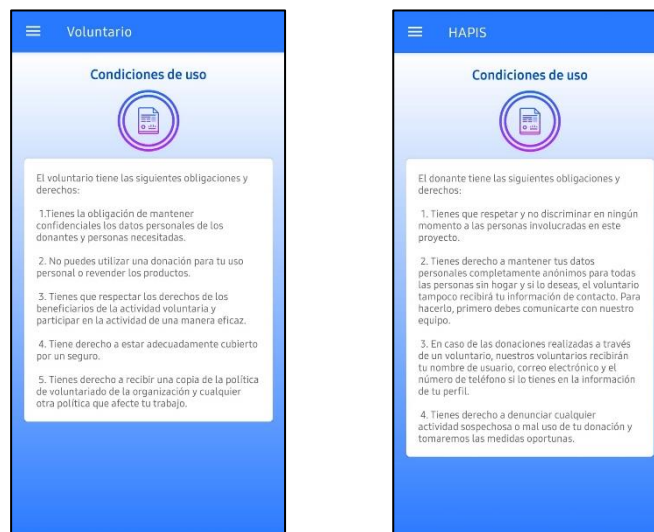 Voluntario
Condiciones de uso
El voluntario tiene las siguientes obligaciones y
derechos:
1.Tienes la obligación de mantener
confidenciales los datos personales de los
donantes y personas necesitadas.
2. No puedes utilizar una donación para tu uso
personal o revender los productos.
3. Tienes que respectar los derechos de los
beneficiarios de la actividad voluntaria y
participar en la actividad de una manera eficaz.
4. Tiene derecho a estar adecuadamente cubierto
por un seguro.
5. Tienes derecho a recibir una copia de la política
de voluntariado de la organización y cualquier
otra política que afecte tu trabajo.
HAPIS
Condiciones de uso
El donante tiene las siguientes obligaciones y
derechos:
1. Tienes que respetar y no discriminar en ningún
momento a las personas involucradas en este
proyecto.
2. Tienes derecho a mantener tus datos
personales completamente anónimos para todas
las personas sin hogar y si lo deseas, el voluntario
tampoco recibirá tu información de contacto. Para
hacerlo, primero debes comunicarte con nuestro
equipo.
3. En caso de las donaciones realizadas a través
de un voluntario, nuestros voluntarios recibirán
tu nombre de usuario, correo electrónico y el
número de teléfono si lo tienes en la información
de tu perfil.
4. Tienes derecho a denunciar cualquier
actividad sospechosa o mal uso de tu donación y
tomaremos las medidas oportunas.